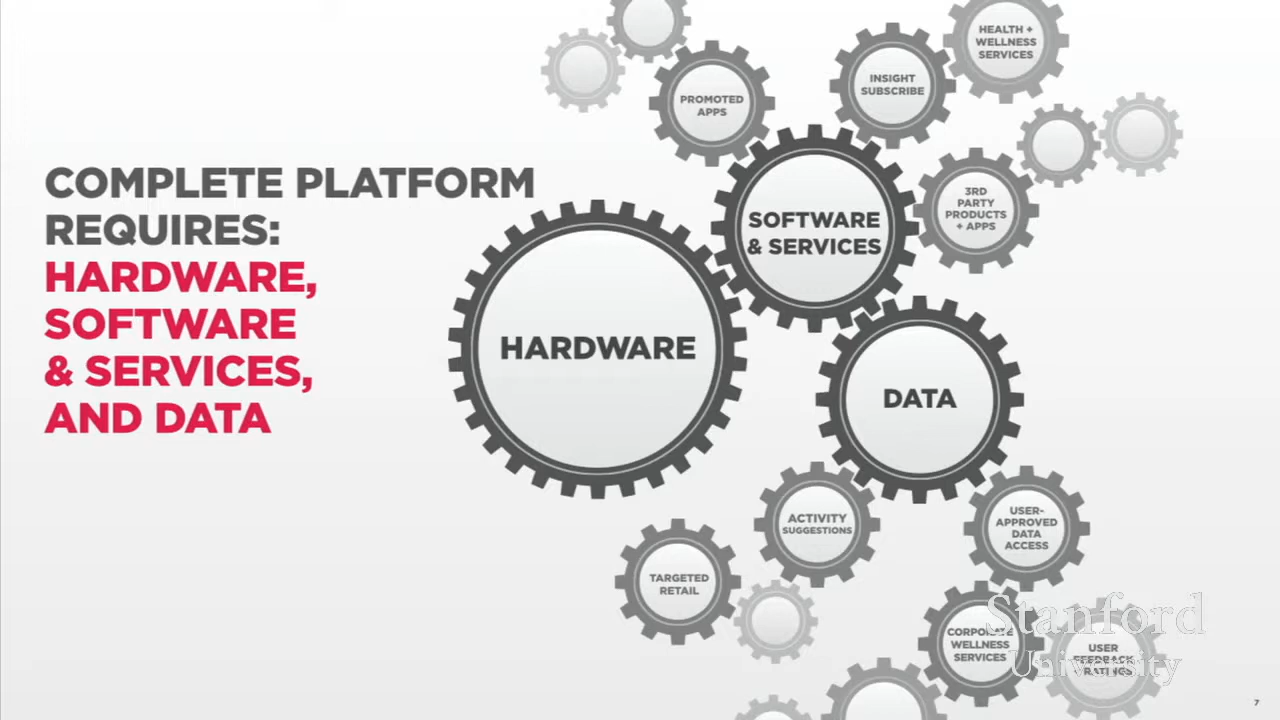 COMPLETE PLATFORM
REQUIRES:
HARDWARE,
SOFTWARE
& SERVICES,
AND DATA
HEALTH +
WELLNESS
SERVICES
INSIGHT
SUBSCRIBE
PROMOTED
APPS
3RD
PARTY
PRODUCTS
+ APPS
SOFTWARE
& SERVICES
HARDWARE
DATA
ACTIVITY
SUGGESTIONS
USER-
APPROVED
DATA
ACCESS
TARGETED
RETAIL
CORPORATE
WELLNESS
SERVICES
USER
FEEDBACK
RATINGS
Stanford
University
7